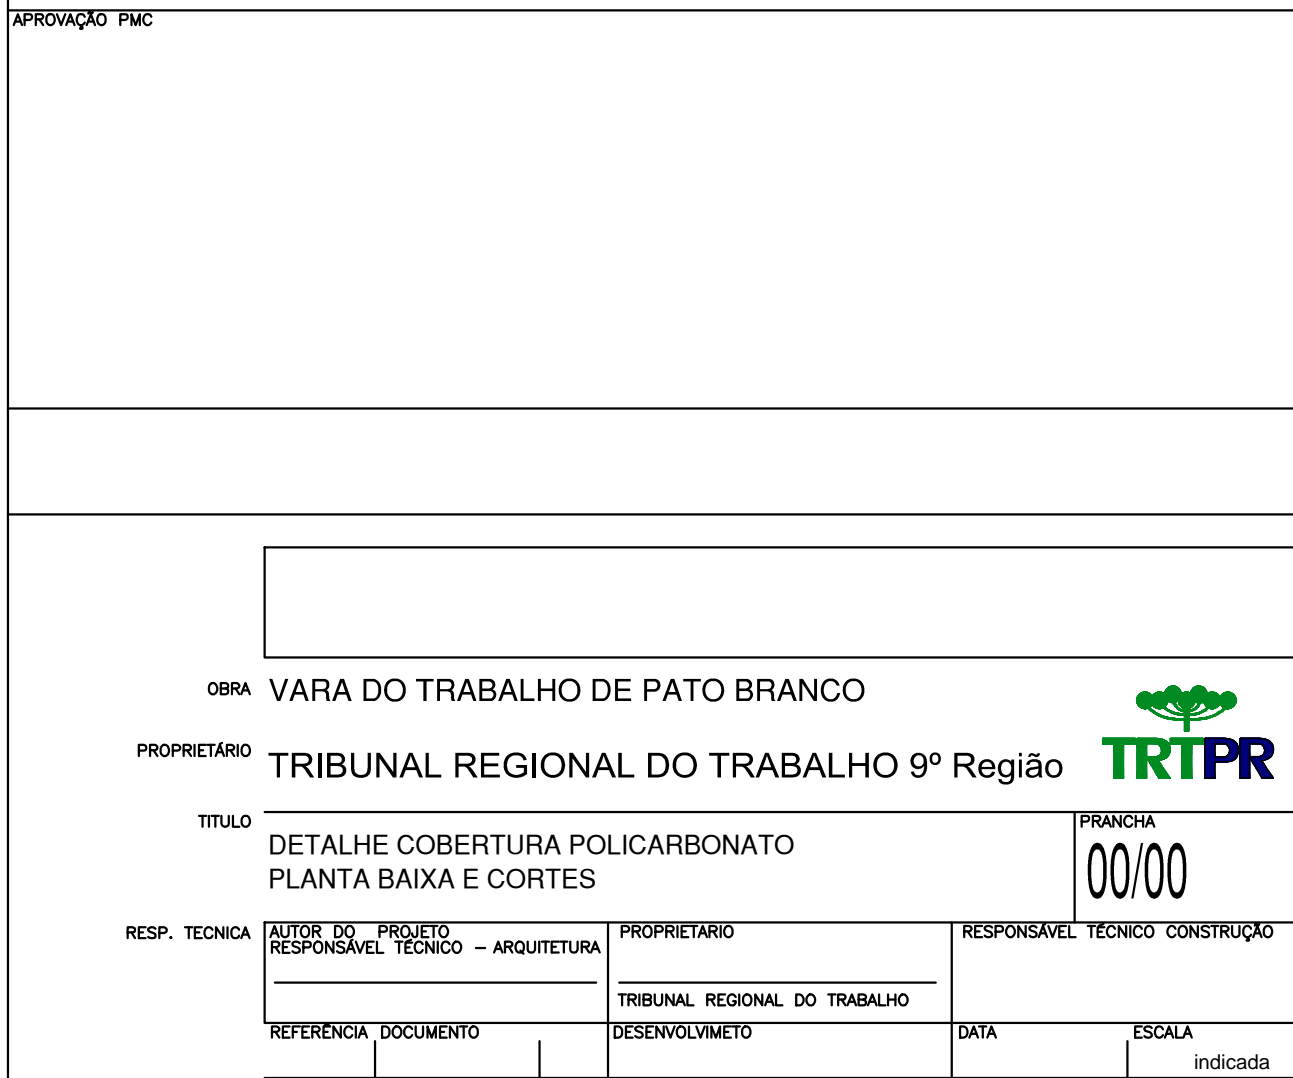 APROVAÇÃO PMC
OBRA VARA DO TRABALHO DE PATO BRANCO
PROPRIETÁRIO TRIBUNAL REGIONAL DO TRABALHO 9º Região
TRTPR
TITULO DETALHE COBERTURA POLICARBONATO
PLANTA BAIXA E CORTES
PRANCHA
00/00
RESP. TECNICA
AUTOR DO PROJETO
RESPONSÁVEL TÉCNICO – ARQUITETURA
PROPRIETARIO
TRIBUNAL REGIONAL DO TRABALHO
RESPONSÁVEL TÉCNICO CONSTRUÇÃO
REFERÊNCIA DOCUMENTO
DESENVOLVIMETO
DATA
ESCALA
indicada